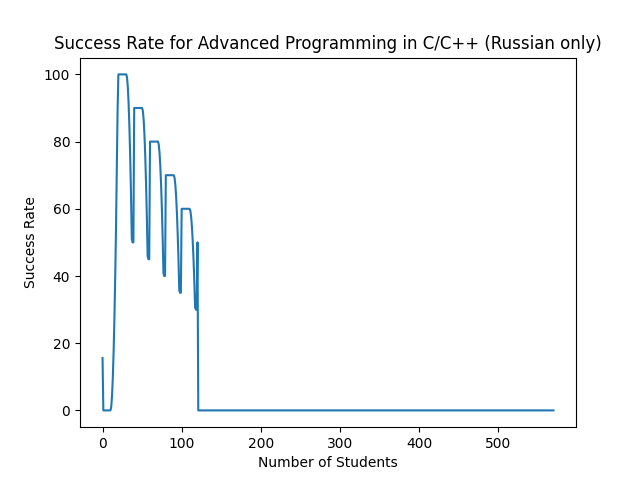 Success Rate for Advanced Programming in C/C++ (Russian only)
100
80
60
40
20
0
Success Rate
0 100 200 300 400 500
Number of Students